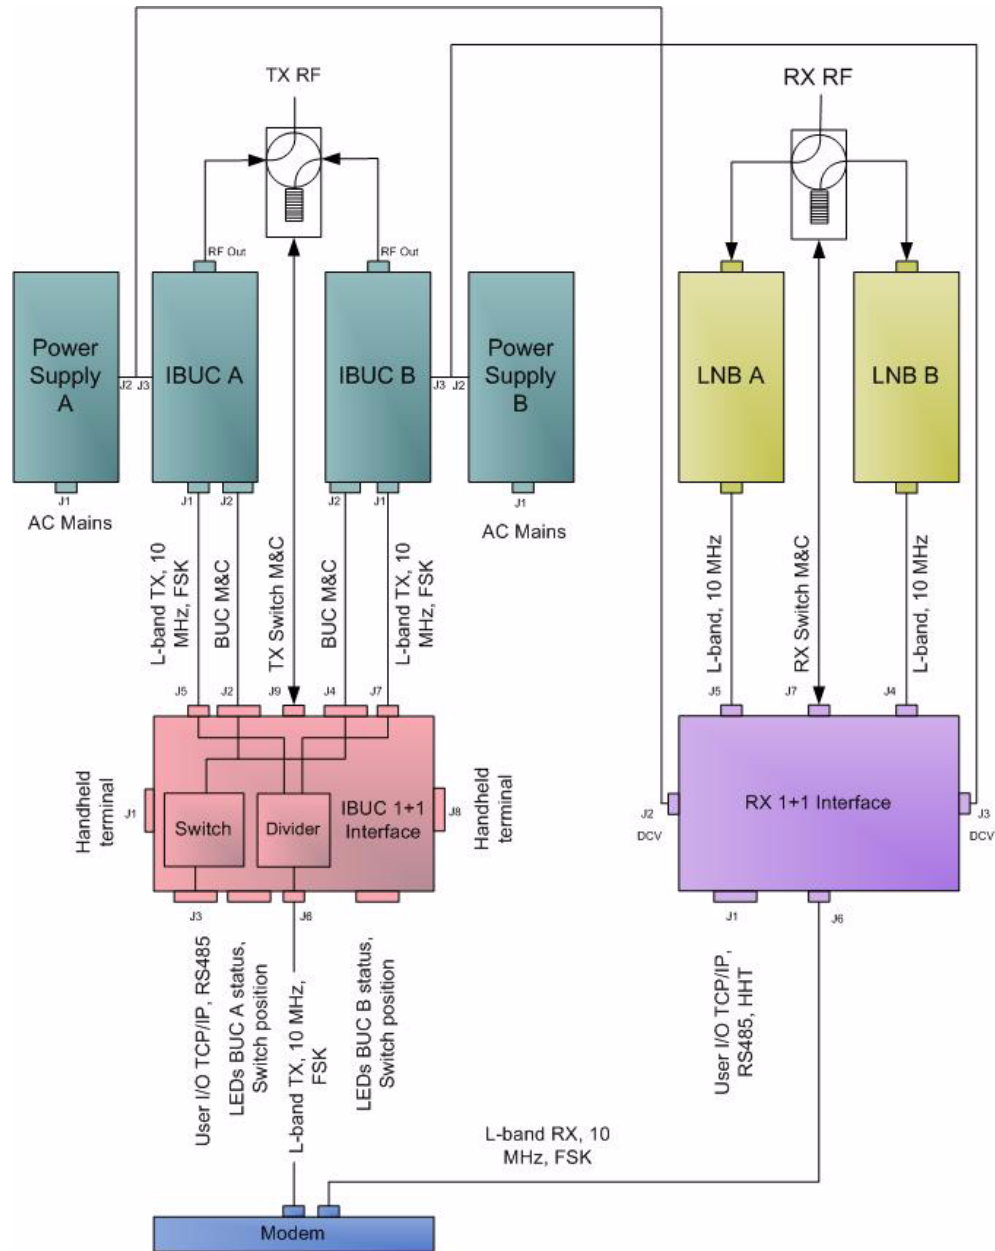 TX RF
RX RF
RF Out
RF Out
Power
Supply
A
J2
J3
IBUC A
IBUC B
J3
J2
Power
Supply
B
LNB A
LNB B
J1
AC Mains
J1
J2
J2
J1
J1
AC Mains
L-band TX, 10
MHz, FSK
BUC M&C
TX Switch M&C
BUC M&C
L-band TX, 10
MHz, FSK
L-band, 10 MHz
RX Switch M&C
L-band, 10 MHz
J5
J2
J9
J4
J7
J5
J7
J4
Handheld
terminal
J1
Switch
Divider
IBUC 1+1
Interface
J8
Handheld
terminal
J2
DCV
RX 1+1 Interface
J3
DCV
J3
J6
J1
J6
User I/O TCP/IP, RS485
LEDs BUC A status,
Switch position
L-band TX, 10 MHz,
FSK
LEDs BUC B status,
Switch position
User I/O TCP/IP,
RS485, HHT
L-band RX, 10
MHz, FSK
Modem